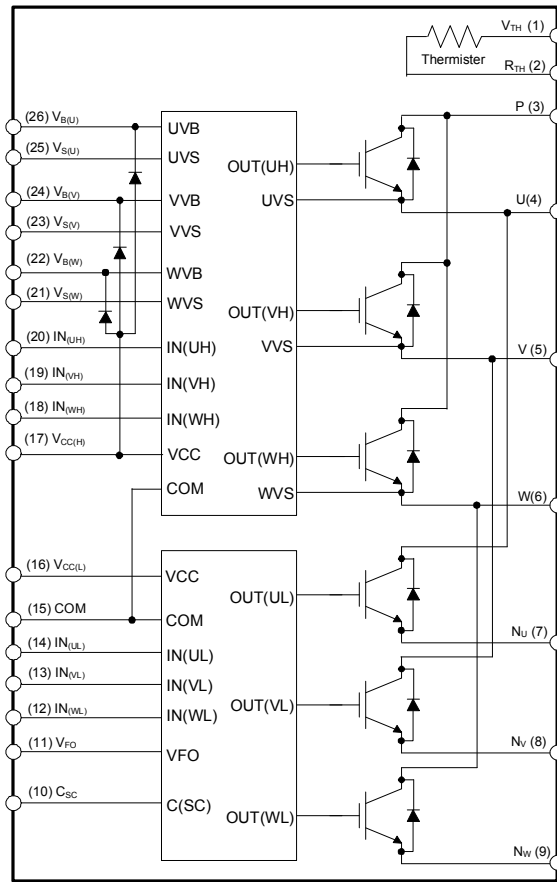 VTH (1)
Thermister
RTH (2)
(26) VB(U)
UVB
P (3)
(25) VS(U)
UVS
OUT(UH)
(24) VB(V)
VVB
UVS
U(4)
(23) VS(V)
VVS
(22) VB(W)
WVB
(21) VS(W)
WVS
OUT(VH)
(20) IN(UH)
IN(UH)
VVS
V (5)
(19) IN(VH)
IN(VH)
(18) IN(WH)
IN(WH)
(17) VCC(H)
VCC
OUT(WH)
COM
WVS
W(6)
(16) VCC(L)
VCC
OUT(UL)
(15) COM
COM
(14) IN(UL)
IN(UL)
NU (7)
(13) IN(VL)
IN(VL)
OUT(VL)
(12) IN(WL)
IN(WL)
(11) VFO
VFO
NV (8)
(10) CSC
C(SC)
OUT(WL)
NW (9)